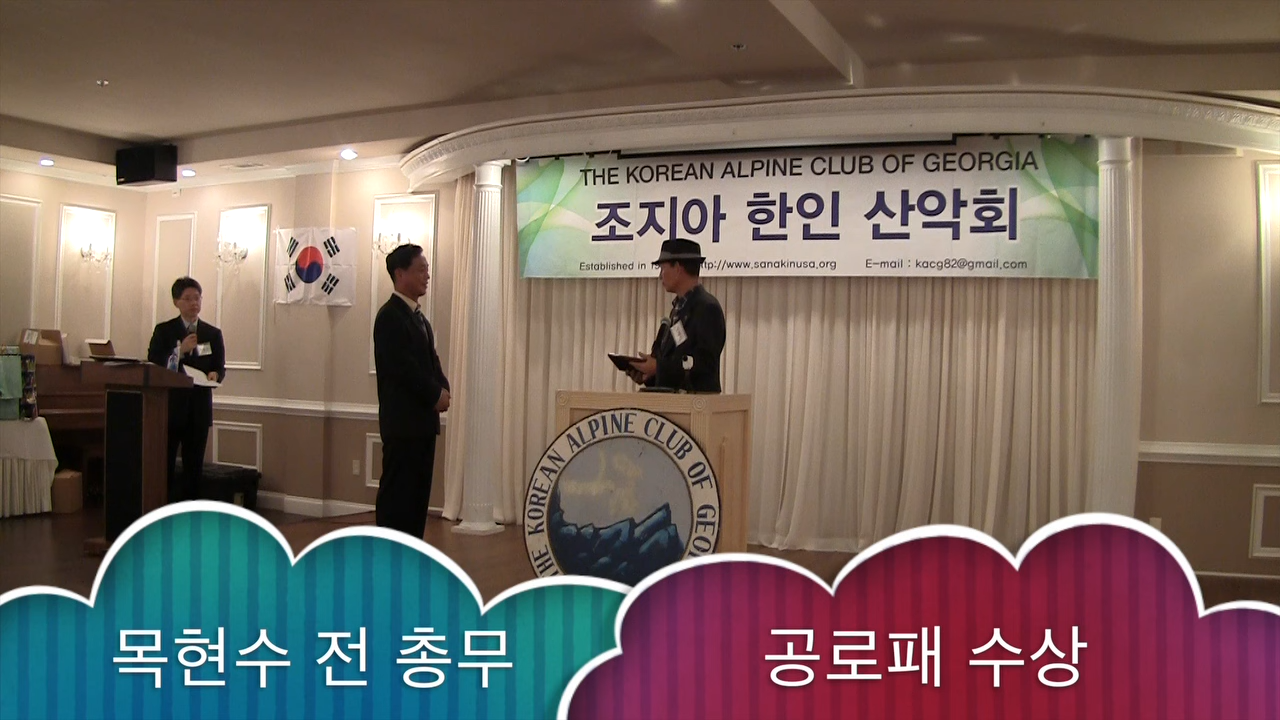 THE KOREAN ALPINE CLUB OF GEORGIA
조지아 한인 산악회
Established in http://www.sanakinusa.org E-mail : kacg82@gmail.com
THE KOREAN ALPINE CLUB OF GEO
목현수 전 총무
공로패 수상